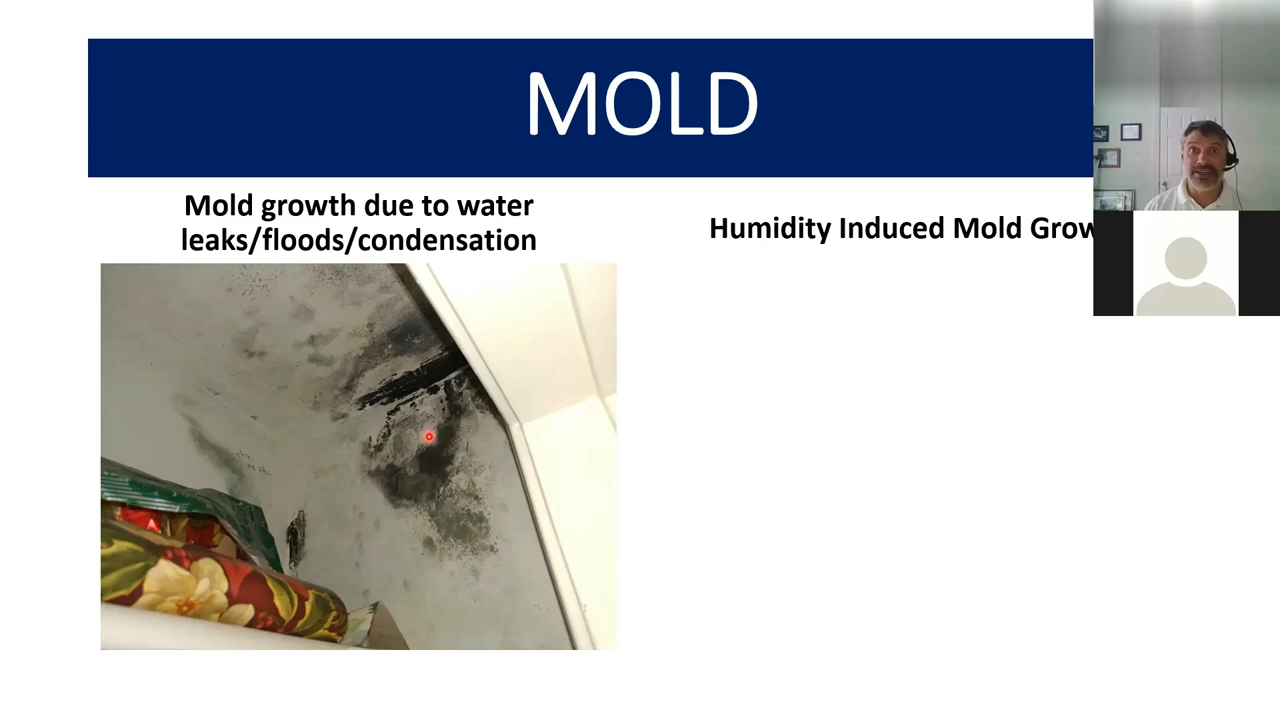 MOLD
Mold growth due to water
leaks/floods/condensation
Humidity Induced Mold Grow